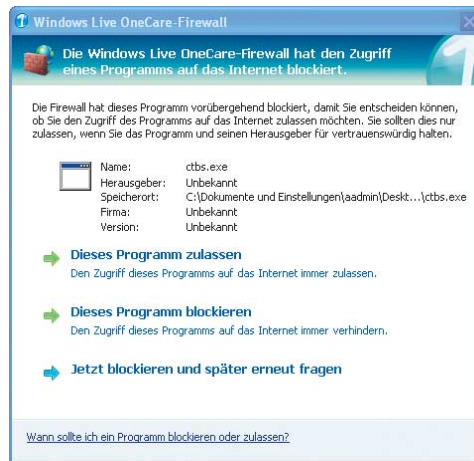 Windows Live OneCare-Firewall
Die Windows Live OneCare-Firewall hat den Zugriff
eines Programms auf das Internet blockiert.
Die Firewall hat dieses Programm vorübergehend blockiert, damit Sie entscheiden können,
ob Sie den Zugriff des Programms auf das Internet zulassen möchten. Sie sollten dies nur
zulassen, wenn Sie das Programm und seinen Herausgeber für vertrauenswürdig halten.
Name: ctbs.exe
Herausgeber: Unbekannt
Speicherort: C:\Dokumente und Einstellungen\aadmin\Deskt...\ctbs.exe
Firma: Unbekannt
Version: Unbekannt
Dieses Programm zulassen
Den Zugriff dieses Programms auf das Internet immer zulassen.
Dieses Programm blockieren
Den Zugriff dieses Programms auf das Internet immer verhindern.
Jetzt blockieren und später erneut fragen
Wann sollte ich ein Programm blockieren oder zulassen?